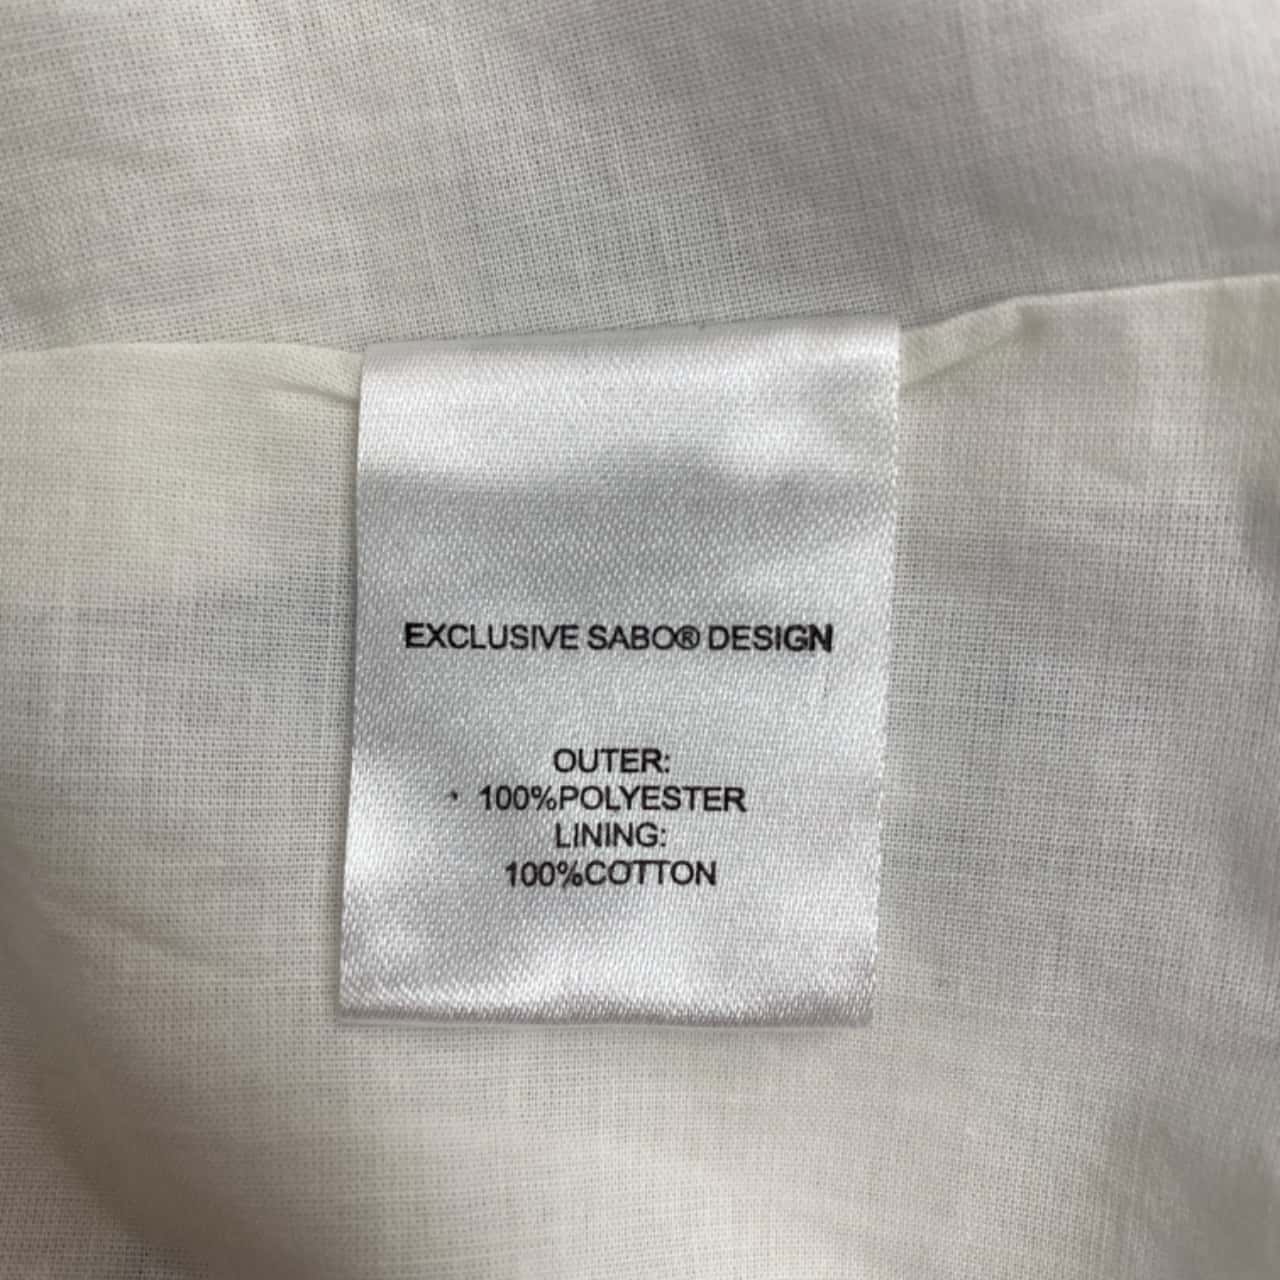 EXCLUSIVE SABO® DESIGN
OUTER:
100%POLYESTER
LINING:
100%COTTON